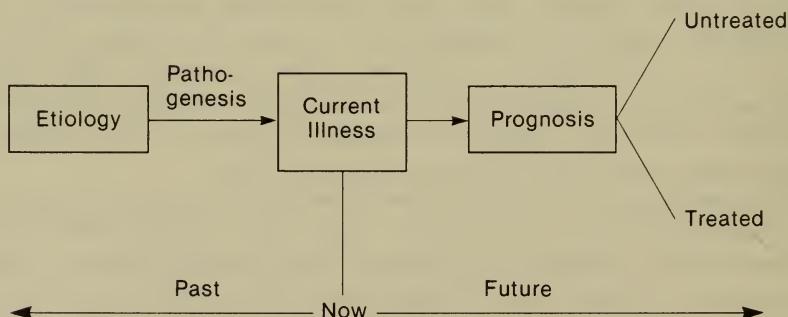 Untreated
Patho-
genesis
Etiology
Current
Illness
Prognosis
Treated
Past
Now
Future